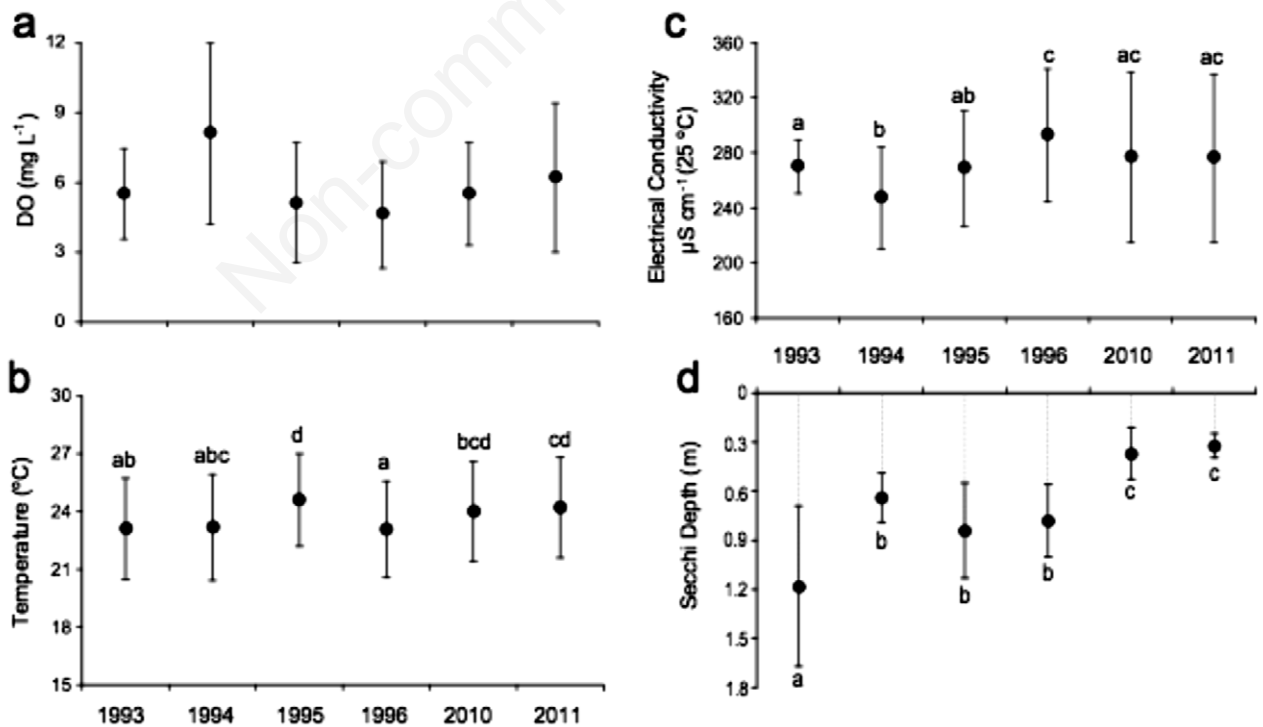 a
12
9
6
3
0
DO (mg L-1)
Non-comm
b
30
27
24
21
18
15
Temperature (ºC)
ab
abc
d
a
bcd
cd
1993 1994 1995 1996 2010 2011
c
360
320
280
240
200
160
Electrical Conductivity
µS cm-1 (25 ºC)
a
b
ab
c
ac
ac
1993 1994 1995 1996 2010 2011
d
0
0.3
0.6
0.9
1.2
1.5
1.8
Secchi Depth (m)
a
b
b
b
c
c